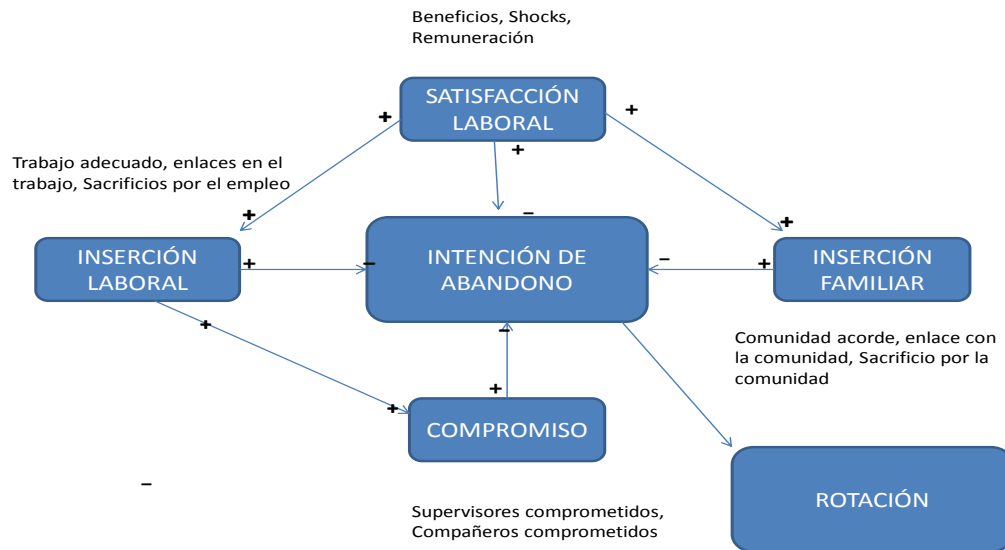 Beneficios, Shocks,
Remuneración
SATISFACCIÓN
LABORAL
+
+
+
Trabajo adecuado, enlaces en el
trabajo, Sacrificios por el empleo
+
–
+
INSERCIÓN
LABORAL
+
–
INTENCIÓN DE
ABANDONO
–
+
INSERCIÓN
FAMILIAR
+
–
Comunidad acorde, enlace con
la comunidad, Sacrificio por la
comunidad
+
+
COMPROMISO
–
ROTACIÓN
Supervisores comprometidos,
Compañeros comprometidos